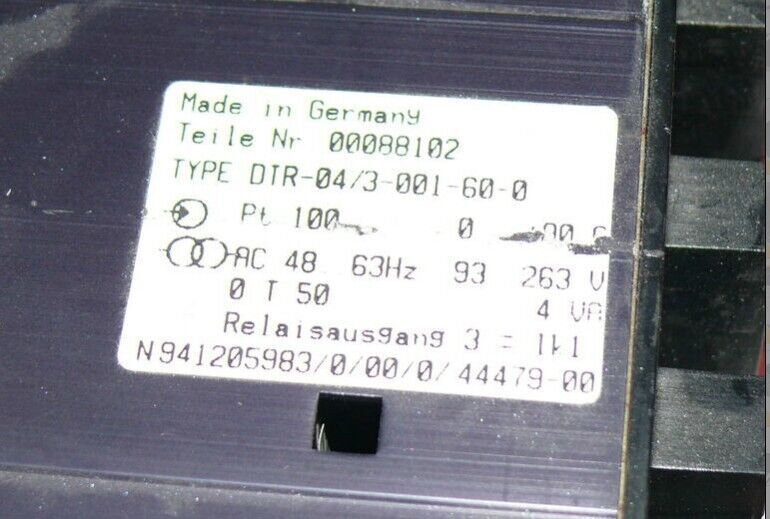 Made in Germany
Teile Nr 00088102
TYPE DTR-04/3-001-60-0
Pt 100 0
AC 48 63Hz 93 263 V
0 T 50 4 VA
Relaisausgang 3 =
N941205983/0/00/0/44479-00